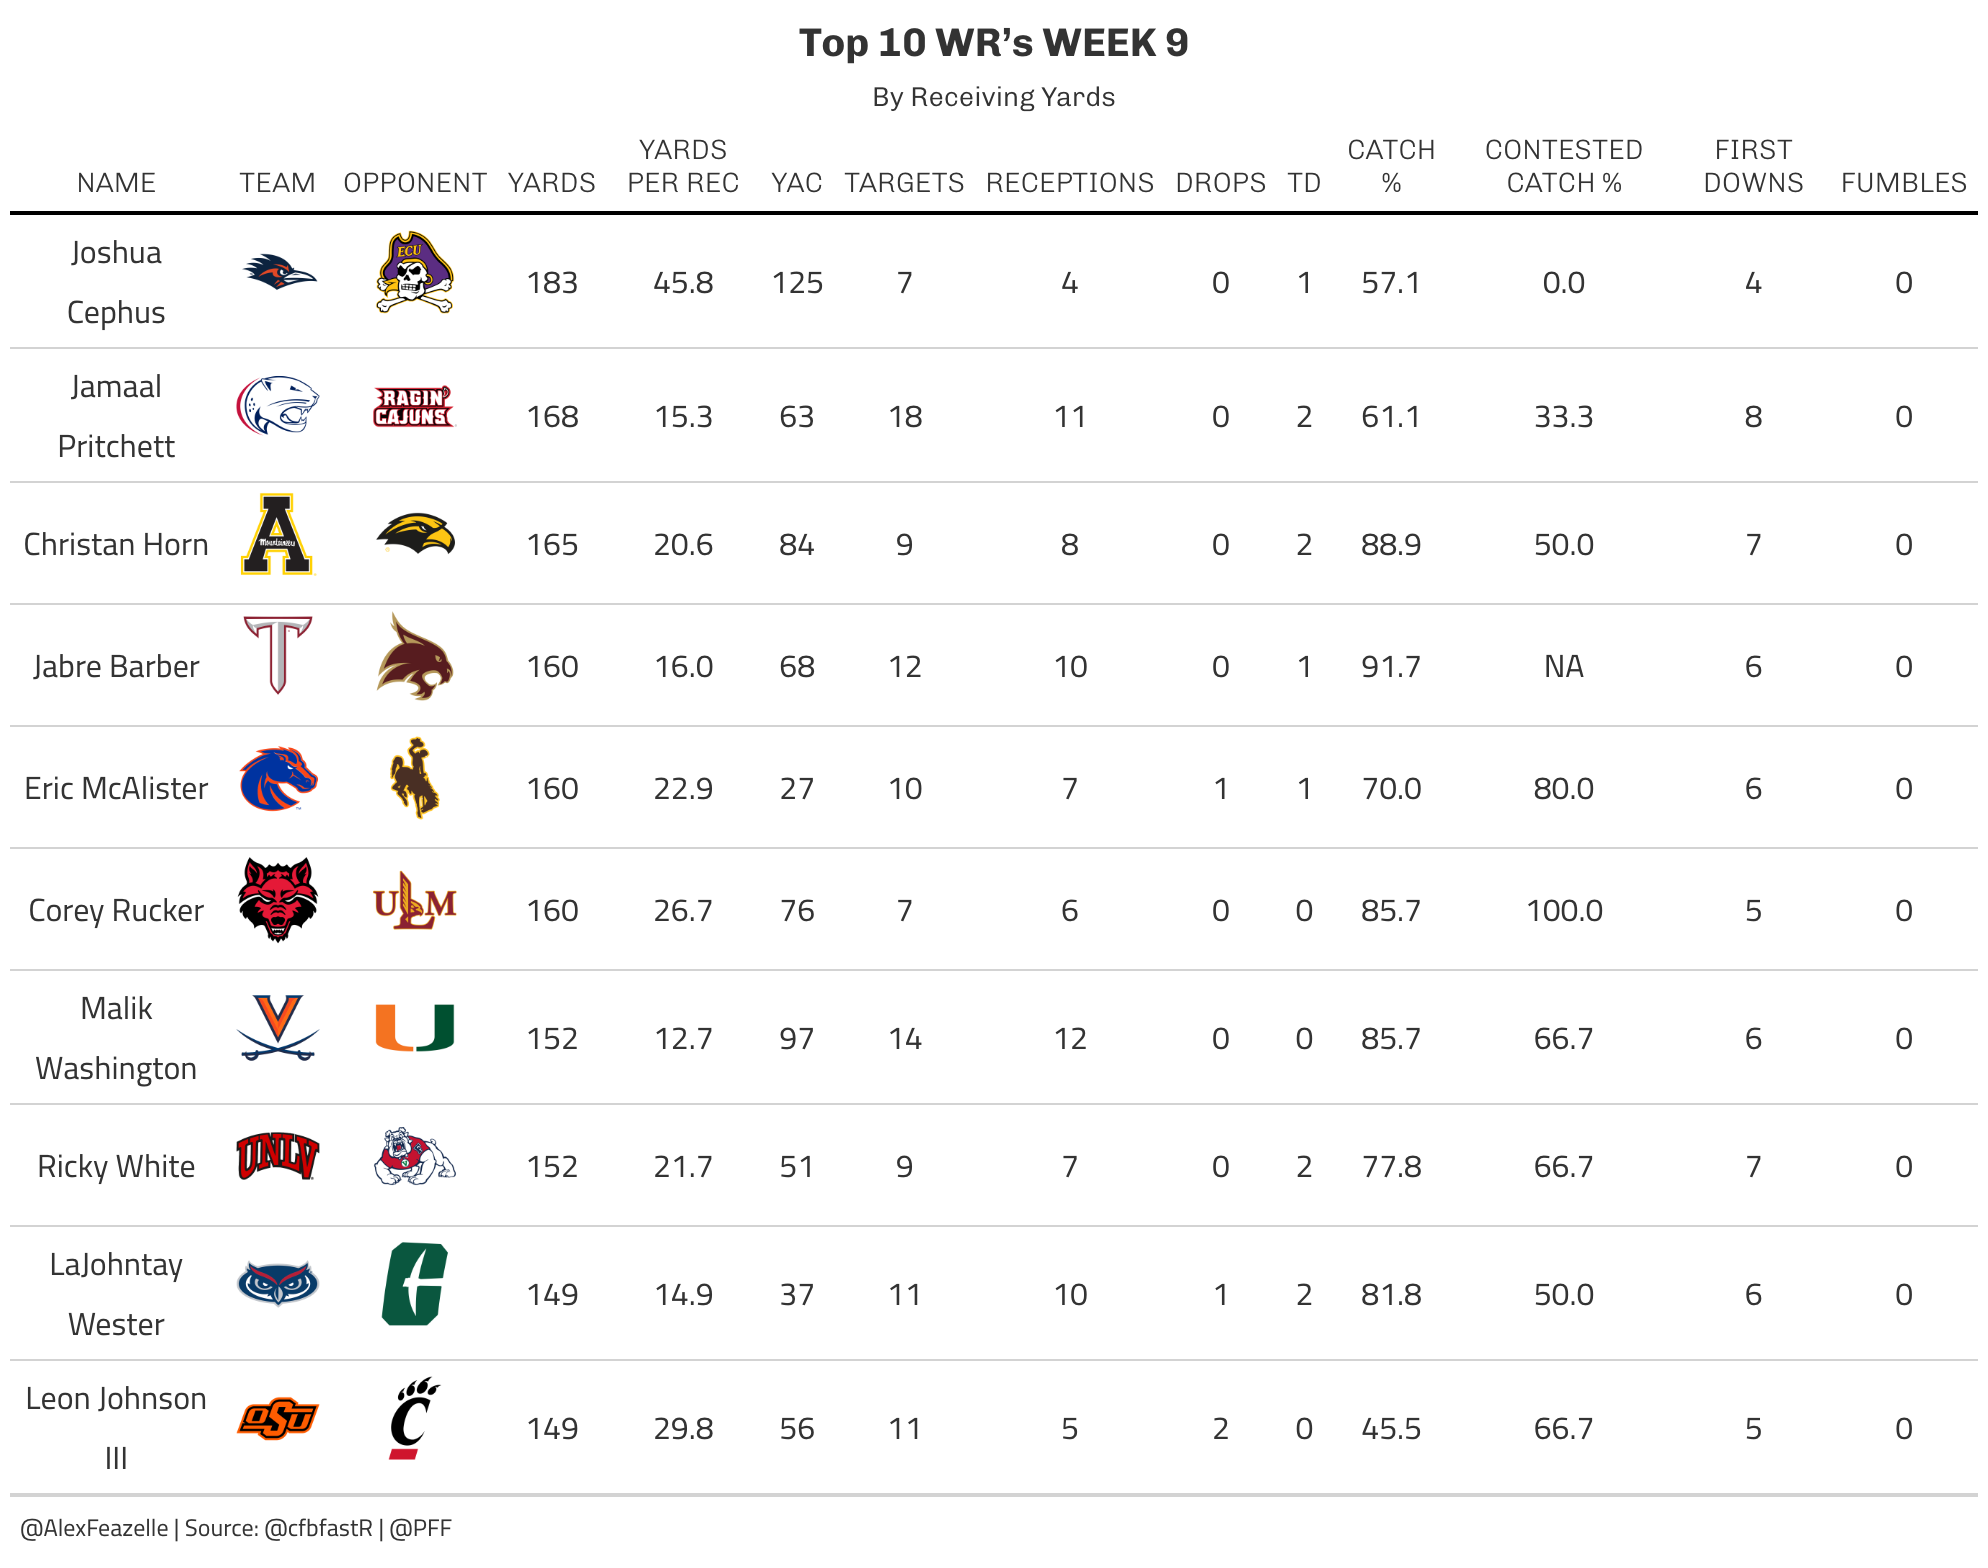 Top 10 WR’s WEEK 9
By Receiving Yards
NAME TEAM OPPONENT YARDS YARDS PER REC YAC TARGETS RECEPTIONS DROPS TD CATCH % CONTESTED CATCH % FIRST DOWNS FUMBLES
Joshua Cephus ECU 183 45.8 125 7 4 0 1 57.1 0.0 4 0
Jamaal Pritchett RAGIN' CAJUNS 168 15.3 63 18 11 0 2 61.1 33.3 8 0
Christan Horn A Mountaineers 165 20.6 84 9 8 0 2 88.9 50.0 7 0
Jabre Barber T 160 16.0 68 12 10 0 1 91.7 NA 6 0
Eric McAlister 160 22.9 27 10 7 1 1 70.0 80.0 6 0
Corey Rucker ULM 160 26.7 76 7 6 0 0 85.7 100.0 5 0
Malik Washington V U 152 12.7 97 14 12 0 0 85.7 66.7 6 0
Ricky White UNLV 152 21.7 51 9 7 0 2 77.8 66.7 7 0
LaJohntay Wester C 149 14.9 37 11 10 1 2 81.8 50.0 6 0
Leon Johnson III OSU C 149 29.8 56 11 5 2 0 45.5 66.7 5 0
@AlexFeazelle | Source: @cfbfastR | @PFF